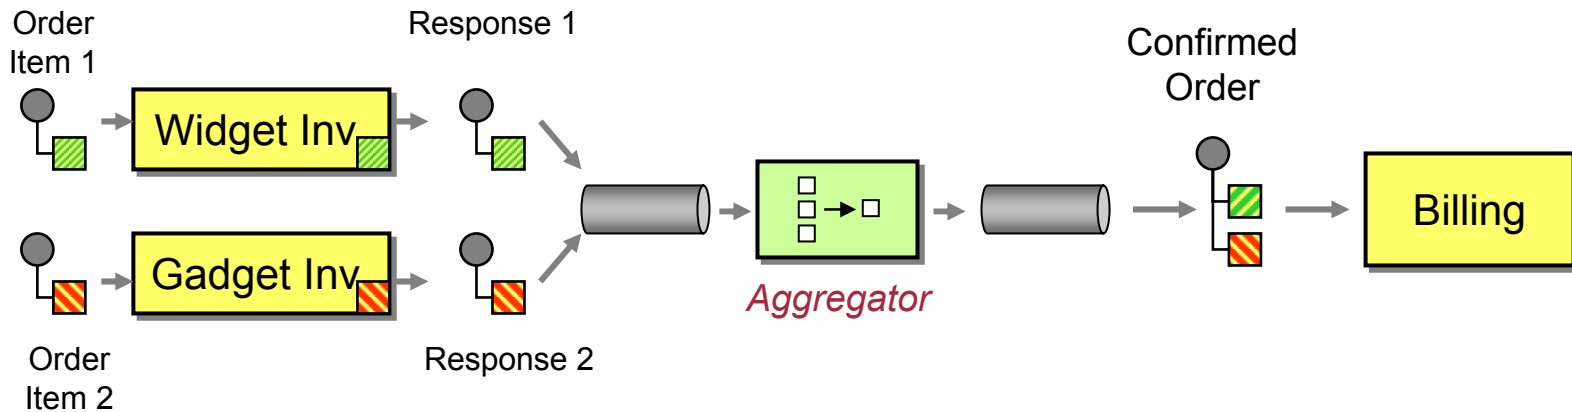 Order
Item 1
Response 1
Widget Inv
Gadget Inv
Order
Item 2
Response 2
Aggregator
Confirmed
Order
Billing